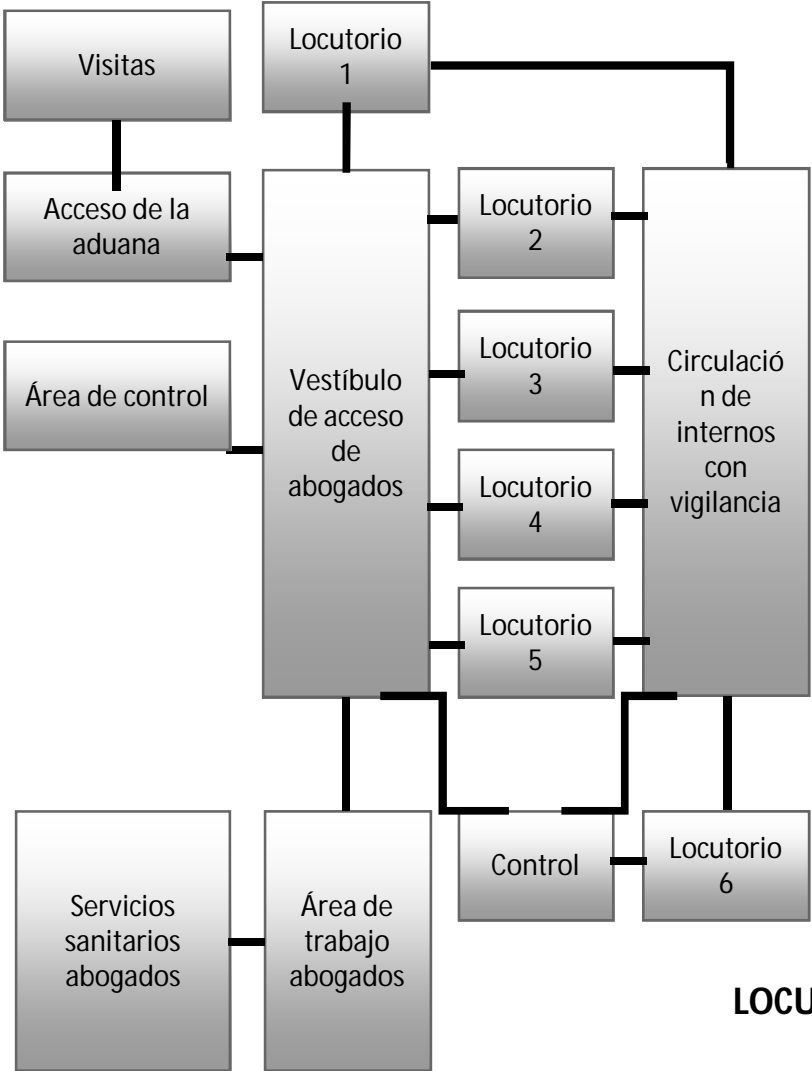 Visitas
Locutorio
1
Acceso de la
aduana
Locutorio
2
Área de control
Vestíbulo
de acceso
de
abogados
Locutorio
3
Circulació
n de
internos
con
vigilancia
Locutorio
4
Locutorio
5
Control
Locutorio
6
Servicios
sanitarios
abogados
Área de
trabajo
abogados
LOCU